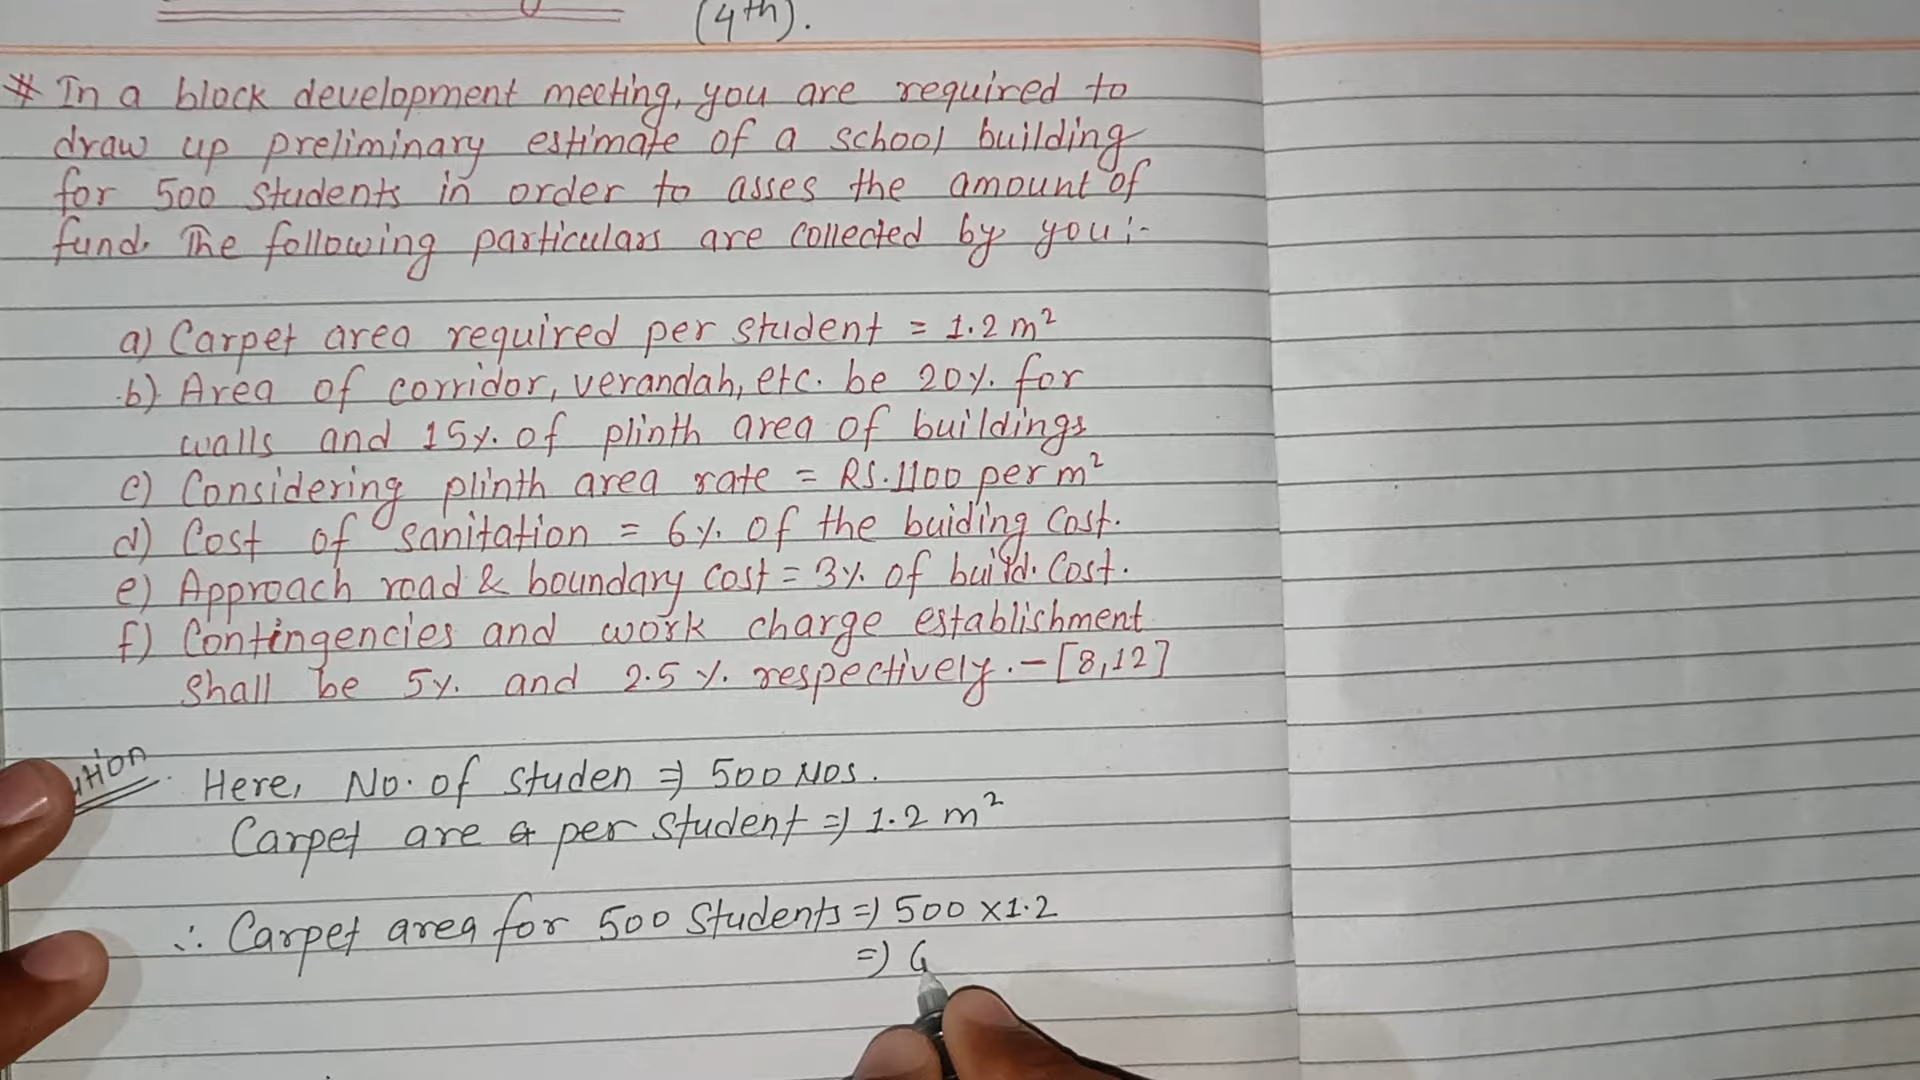 (4th).
* In a block development meeting, you are required to
draw up preliminary estimate of a school building
for 500 students in order to asses the amount of
fund. The following particulars are collected by you:-
a) Carpet area required per student = 1.2 m²
b) Area of corridor, verandah, etc. be 20%. for
walls and 15%. of plinth area of buildings
c) Considering plinth area rate = RS.1100 per m²
d) Cost of sanitation = 6%. of the buiding Cost.
e) Approach road & boundary cost = 3%. of build. Cost.
f) Contingencies and work charge establishment
shall be 5%. and 2.5%. respectively. - [8,12]
Here, No. of studen => 500 Nos.
Carpet are a per student => 1.2 m²
∴ Carpet area for 500 Students => 500 x 1.2
=>